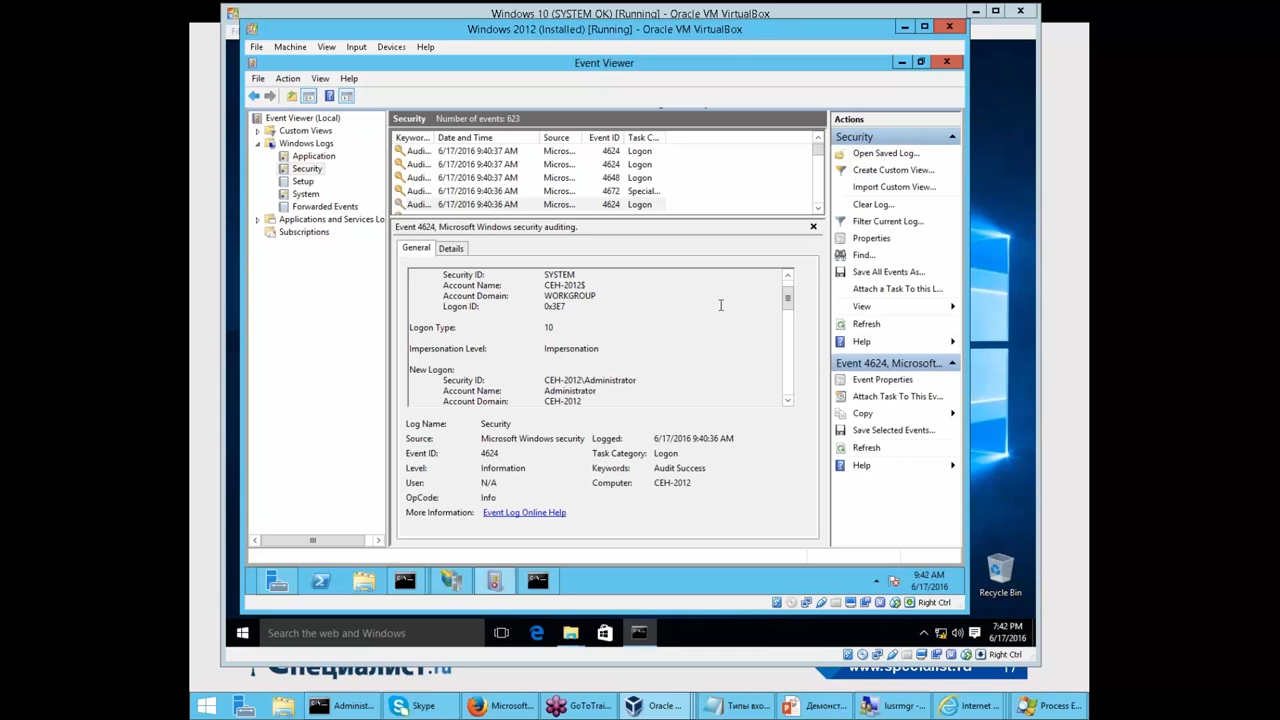 Windows 10 (SYSTEM OK) [Running] - Oracle VM VirtualBox
Windows 2012 (Installed) [Running] - Oracle VM VirtualBox
File Machine View Input Devices Help
Event Viewer
File Action View Help
Event Viewer (Local)
Custom Views
Windows Logs
Application
Security
Setup
System
Forwarded Events
Applications and Services Lo
Subscriptions
Security Number of events: 623
Keywor... Date and Time Source Event ID Task C...
Audi... 6/17/2016 9:40:37 AM Micros... 4624 Logon
Audi... 6/17/2016 9:40:37 AM Micros... 4624 Logon
Audi... 6/17/2016 9:40:37 AM Micros... 4648 Logon
Audi... 6/17/2016 9:40:36 AM Micros... 4672 Special...
Audi... 6/17/2016 9:40:36 AM Micros... 4624 Logon
Event 4624, Microsoft Windows security auditing.
General Details
Security ID: SYSTEM
Account Name: CEH-2012$
Account Domain: WORKGROUP
Logon ID: 0x3E7
Logon Type: 10
Impersonation Level: Impersonation
New Logon:
Security ID: CEH-2012\Administrator
Account Name: Administrator
Account Domain: CEH-2012
Log Name: Security
Source: Microsoft Windows security Logged: 6/17/2016 9:40:36 AM
Event ID: 4624 Task Category: Logon
Level: Information Keywords: Audit Success
User: N/A Computer: CEH-2012
OpCode: Info
More Information: Event Log Online Help
Actions
Security
Open Saved Log...
Create Custom View...
Import Custom View...
Clear Log...
Filter Current Log...
Properties
Find...
Save All Events As...
Attach a Task To this L...
View
Refresh
Help
Event 4624, Microsoft...
Event Properties
Attach Task To This Ev...
Copy
Save Selected Events...
Refresh
Help
9:42 AM
6/17/2016
Right Ctrl
Recycle Bin
Search the web and Windows
7:42 PM
6/17/2016
Right Ctrl
Специалист.ru
www.specialist.ru
17
Administ... Skype Microsoft... GoToTrai... Oracle ... Типы вхо... Демонст... lusrmgr -... Internet ... Process E...